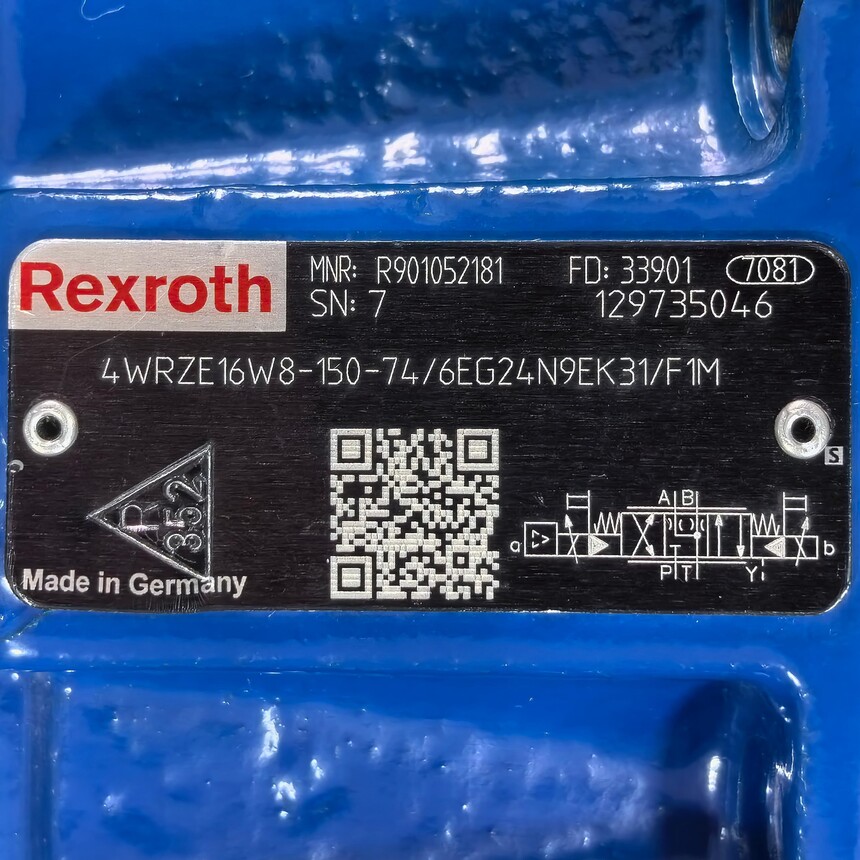 Rexroth
MNR: R901052181 FD: 33901 7081
SN: 7 129735046
4WRZE16W8-150-74/6EG24N9EK31/F1M
S
352
A B
a b
P T Y
Made in Germany